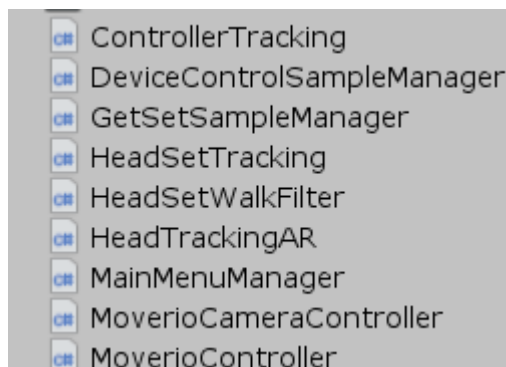 c# ControllerTracking
c# DeviceControlSampleManager
c# GetSetSampleManager
c# HeadSetTracking
c# HeadSetWalkFilter
c# HeadTrackingAR
c# MainMenuManager
c# MoverioCameraController
c# MoverioController